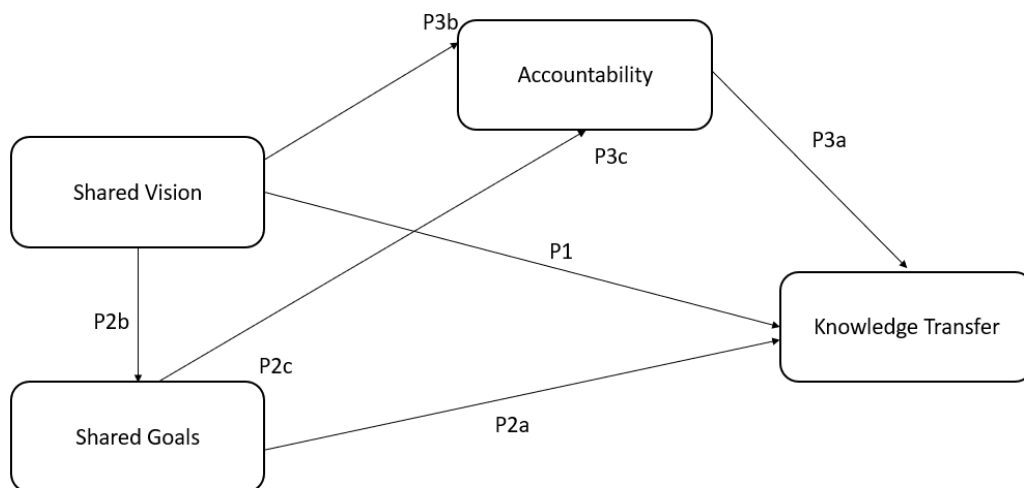 P3b
Accountability
P3a
P3c
Shared Vision
P1
P2b
Knowledge Transfer
P2c
P2a
Shared Goals